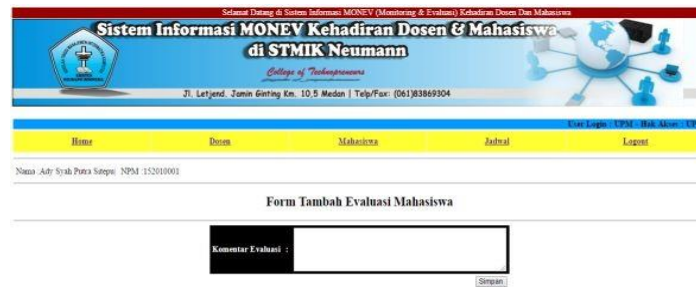 Selamat Datang di Sistem Informasi MONEV (Monitoring & Evaluasi) Kehadiran Dosen Dan Mahasiswa
Sistem Informasi MONEV Kehadiran Dosen & Mahasiswa
di STMIK Neumann
College of Technopreneurs
Jl. Letjend. Jamin Ginting Km. 10,5 Medan | Telp/Fax: (061)83869304
User Login : UPM - Hak Akses : UP
Home Dosen Mahasiswa Jadwal Logout
Nama :Ady Syah Putra Sitepu| NPM :152010001
Form Tambah Evaluasi Mahasiswa
Komentar Evaluasi :
Simpan